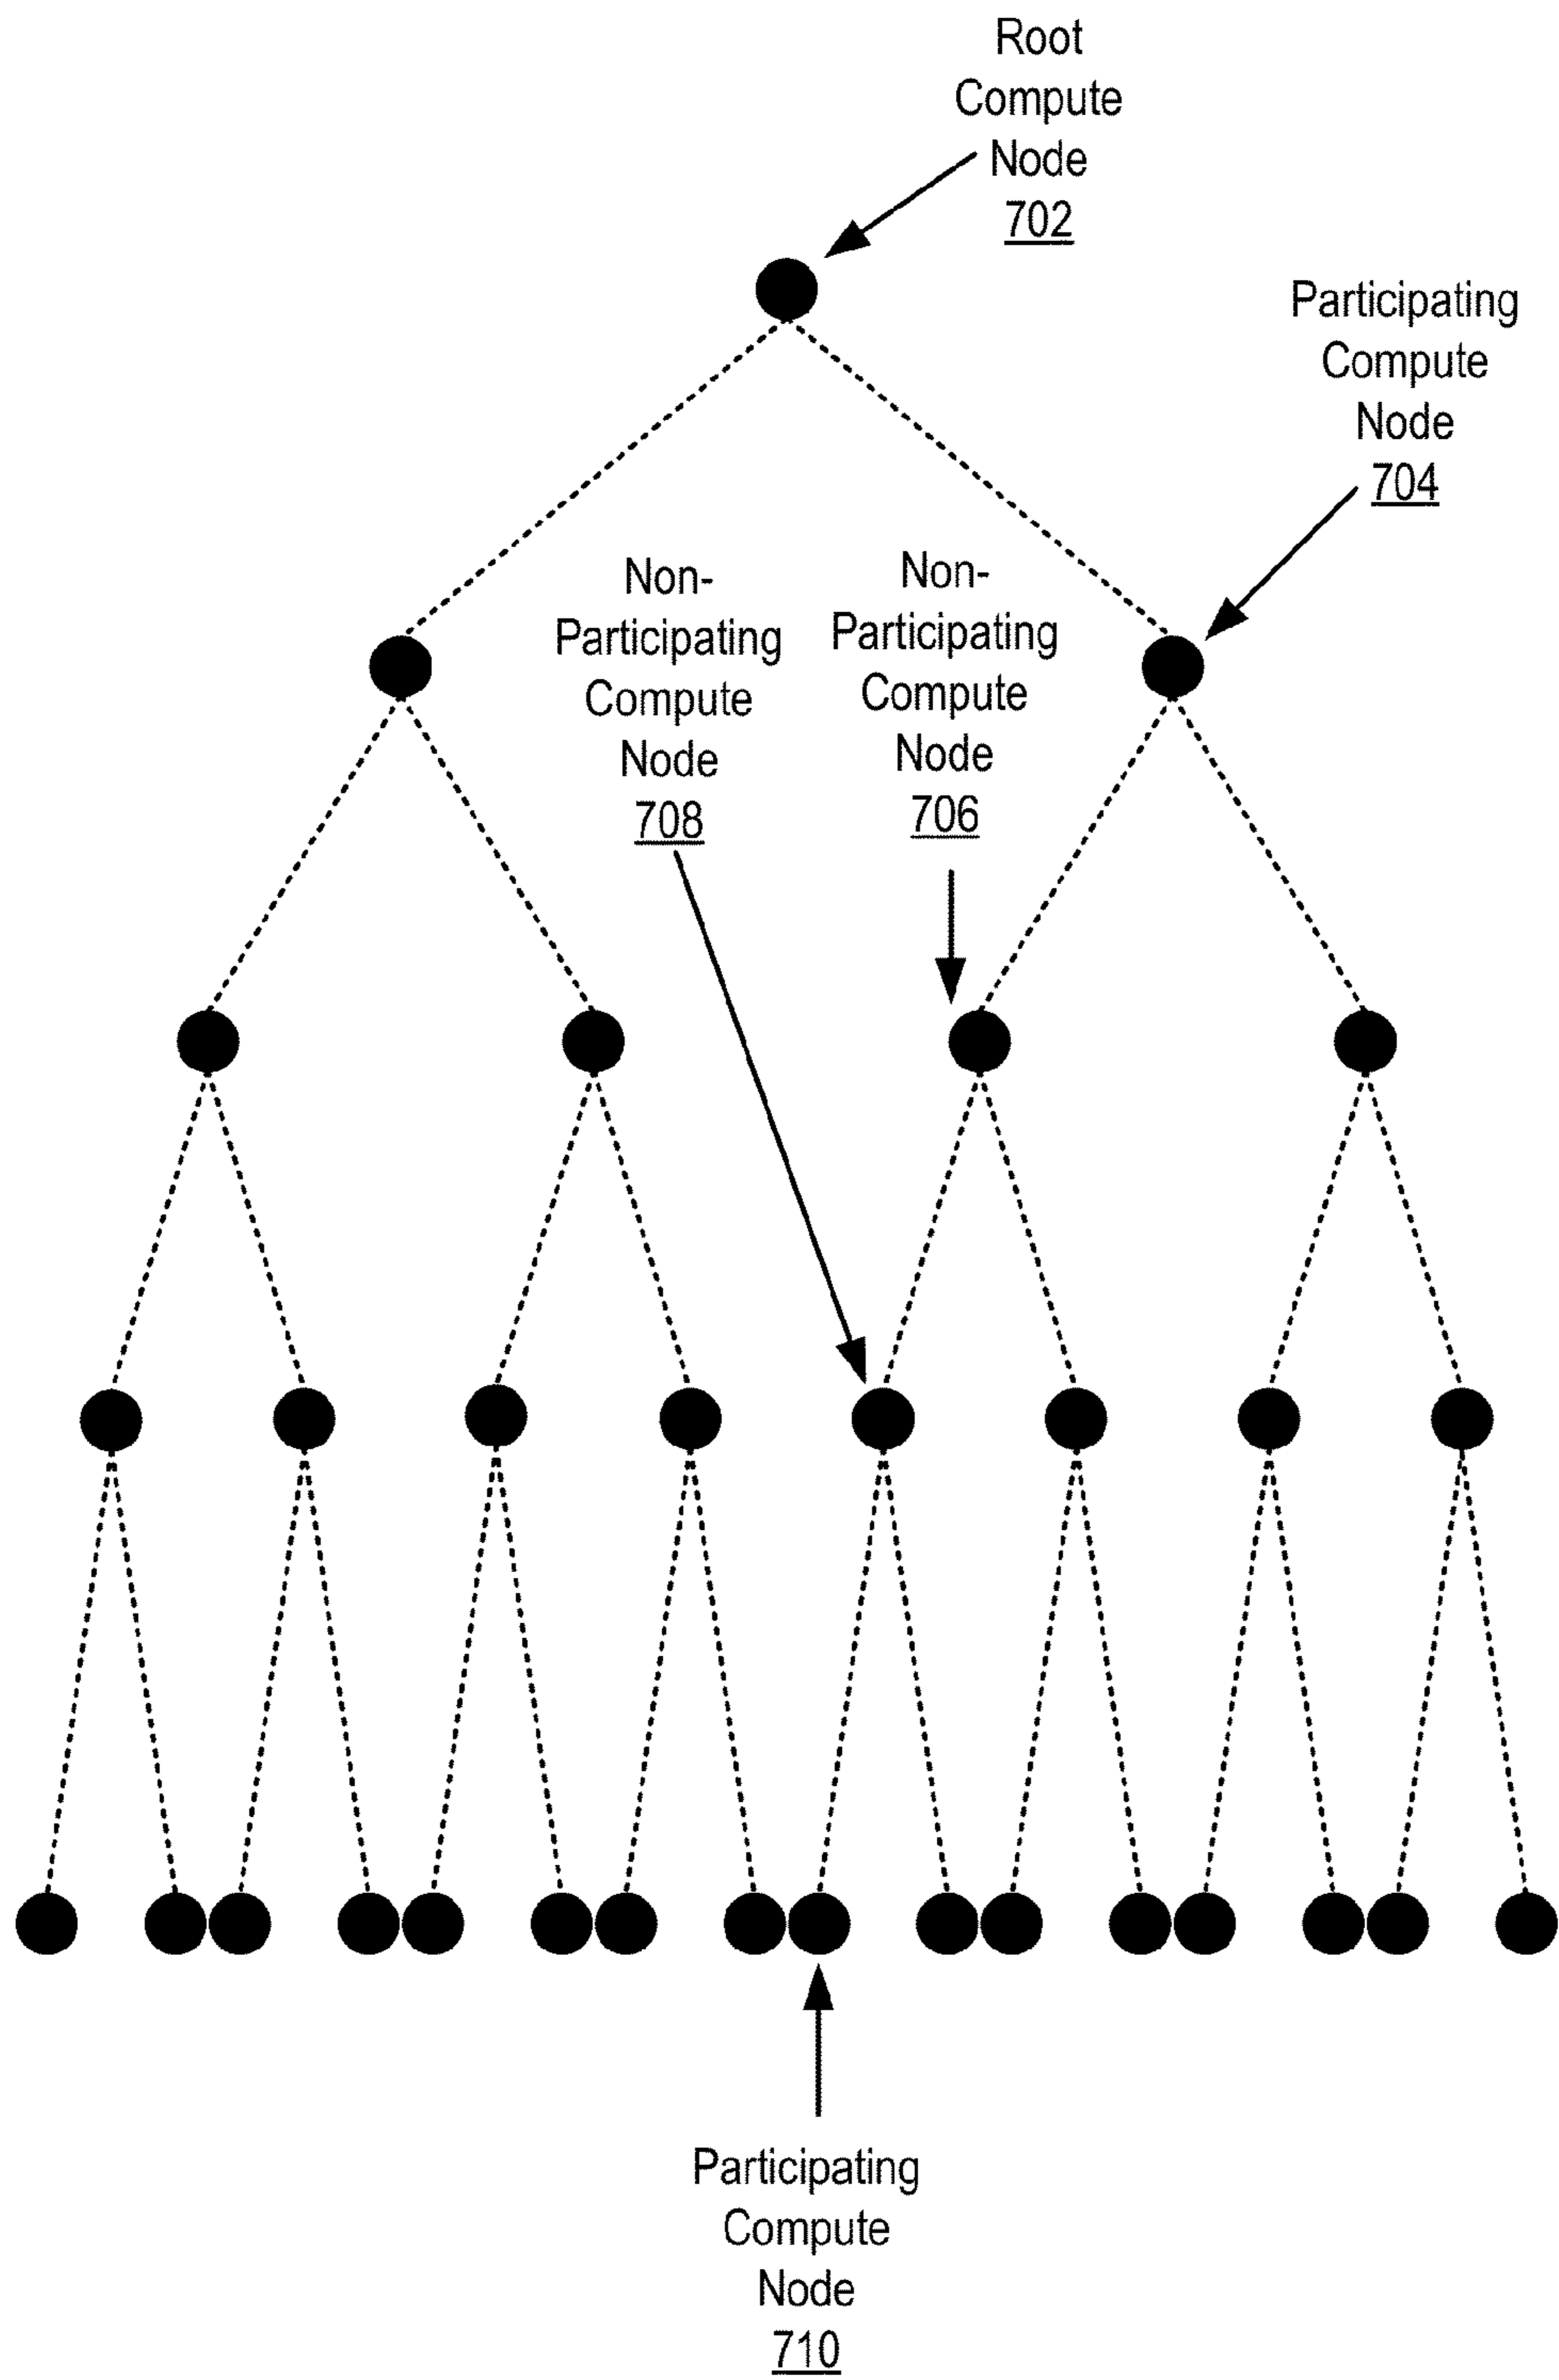 Root
Compute
Node
702
Participating
Compute
Node
704
Non-
Participating
Compute
Node
708
Non-
Participating
Compute
Node
706
Participating
Compute
Node
710